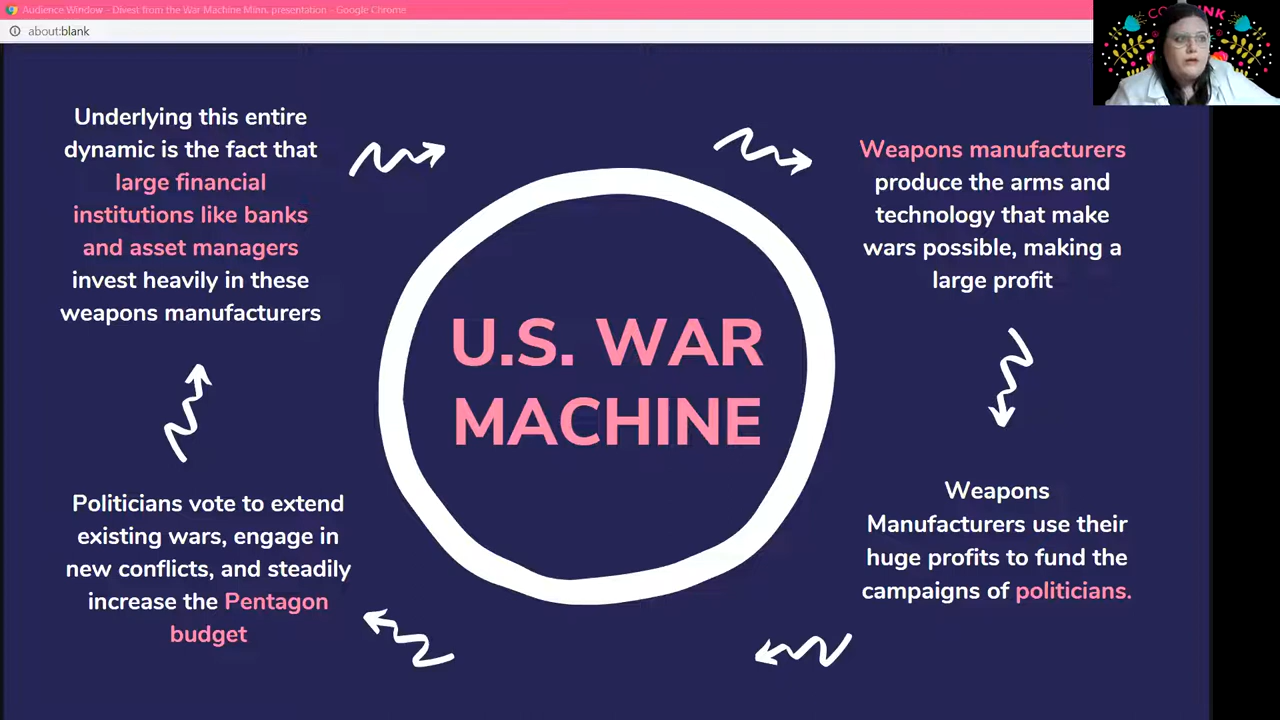 Audience Window - Divest from the War Machine Minn. presentation - Google Chrome
about:blank
Underlying this entire
dynamic is the fact that
large financial
institutions like banks
and asset managers
invest heavily in these
weapons manufacturers
Weapons manufacturers
produce the arms and
technology that make
wars possible, making a
large profit
U.S. WAR
MACHINE
Politicians vote to extend
existing wars, engage in
new conflicts, and steadily
increase the Pentagon
budget
Weapons
Manufacturers use their
huge profits to fund the
campaigns of politicians.